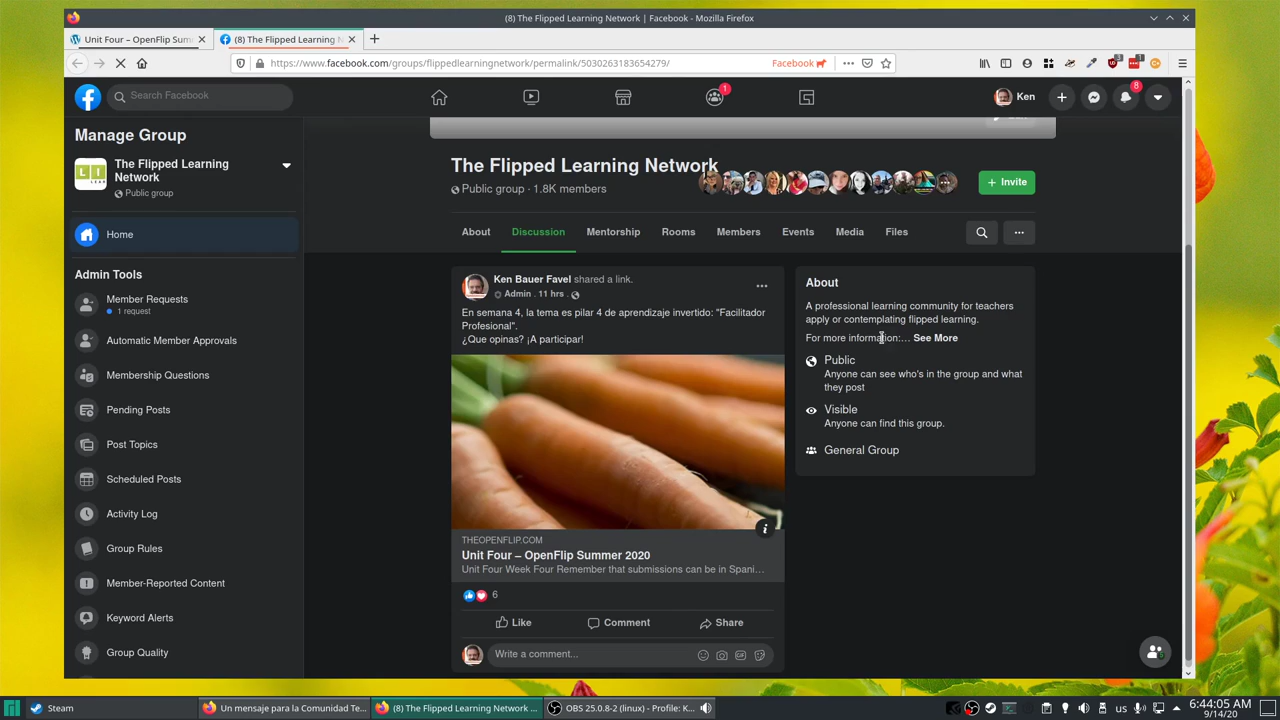 (8) The Flipped Learning Network | Facebook - Mozilla Firefox
Unit Four – OpenFlip Sum
(8) The Flipped Learning N
https://www.facebook.com/groups/flippedlearningnetwork/permalink/5030263183654279/
Facebook
Search Facebook
1
Ken
8
Manage Group
The Flipped Learning
Network
Public group
Home
Admin Tools
Member Requests
1 request
Automatic Member Approvals
Membership Questions
Pending Posts
Post Topics
Scheduled Posts
Activity Log
Group Rules
Member-Reported Content
Keyword Alerts
Group Quality
The Flipped Learning Network
Public group · 1.8K members
+ Invite
About
Discussion
Mentorship
Rooms
Members
Events
Media
Files
Ken Bauer Favel shared a link.
Admin · 11 hrs ·
En semana 4, la tema es pilar 4 de aprendizaje invertido: "Facilitador
Profesional".
¿Que opinas? ¡A participar!
THEOPENFLIP.COM
Unit Four – OpenFlip Summer 2020
Unit Four Week Four Remember that submissions can be in Spani…
6
Like
Comment
Share
Write a comment…
GIF
About
A professional learning community for teachers
apply or contemplating flipped learning.
For more information:… See More
Public
Anyone can see who's in the group and what
they post
Visible
Anyone can find this group.
General Group
Steam
Un mensaje para la Comunidad Te…
(8) The Flipped Learning Network …
OBS 25.0.8-2 (linux) - Profile: K…
us
6:44:05 AM
9/14/20